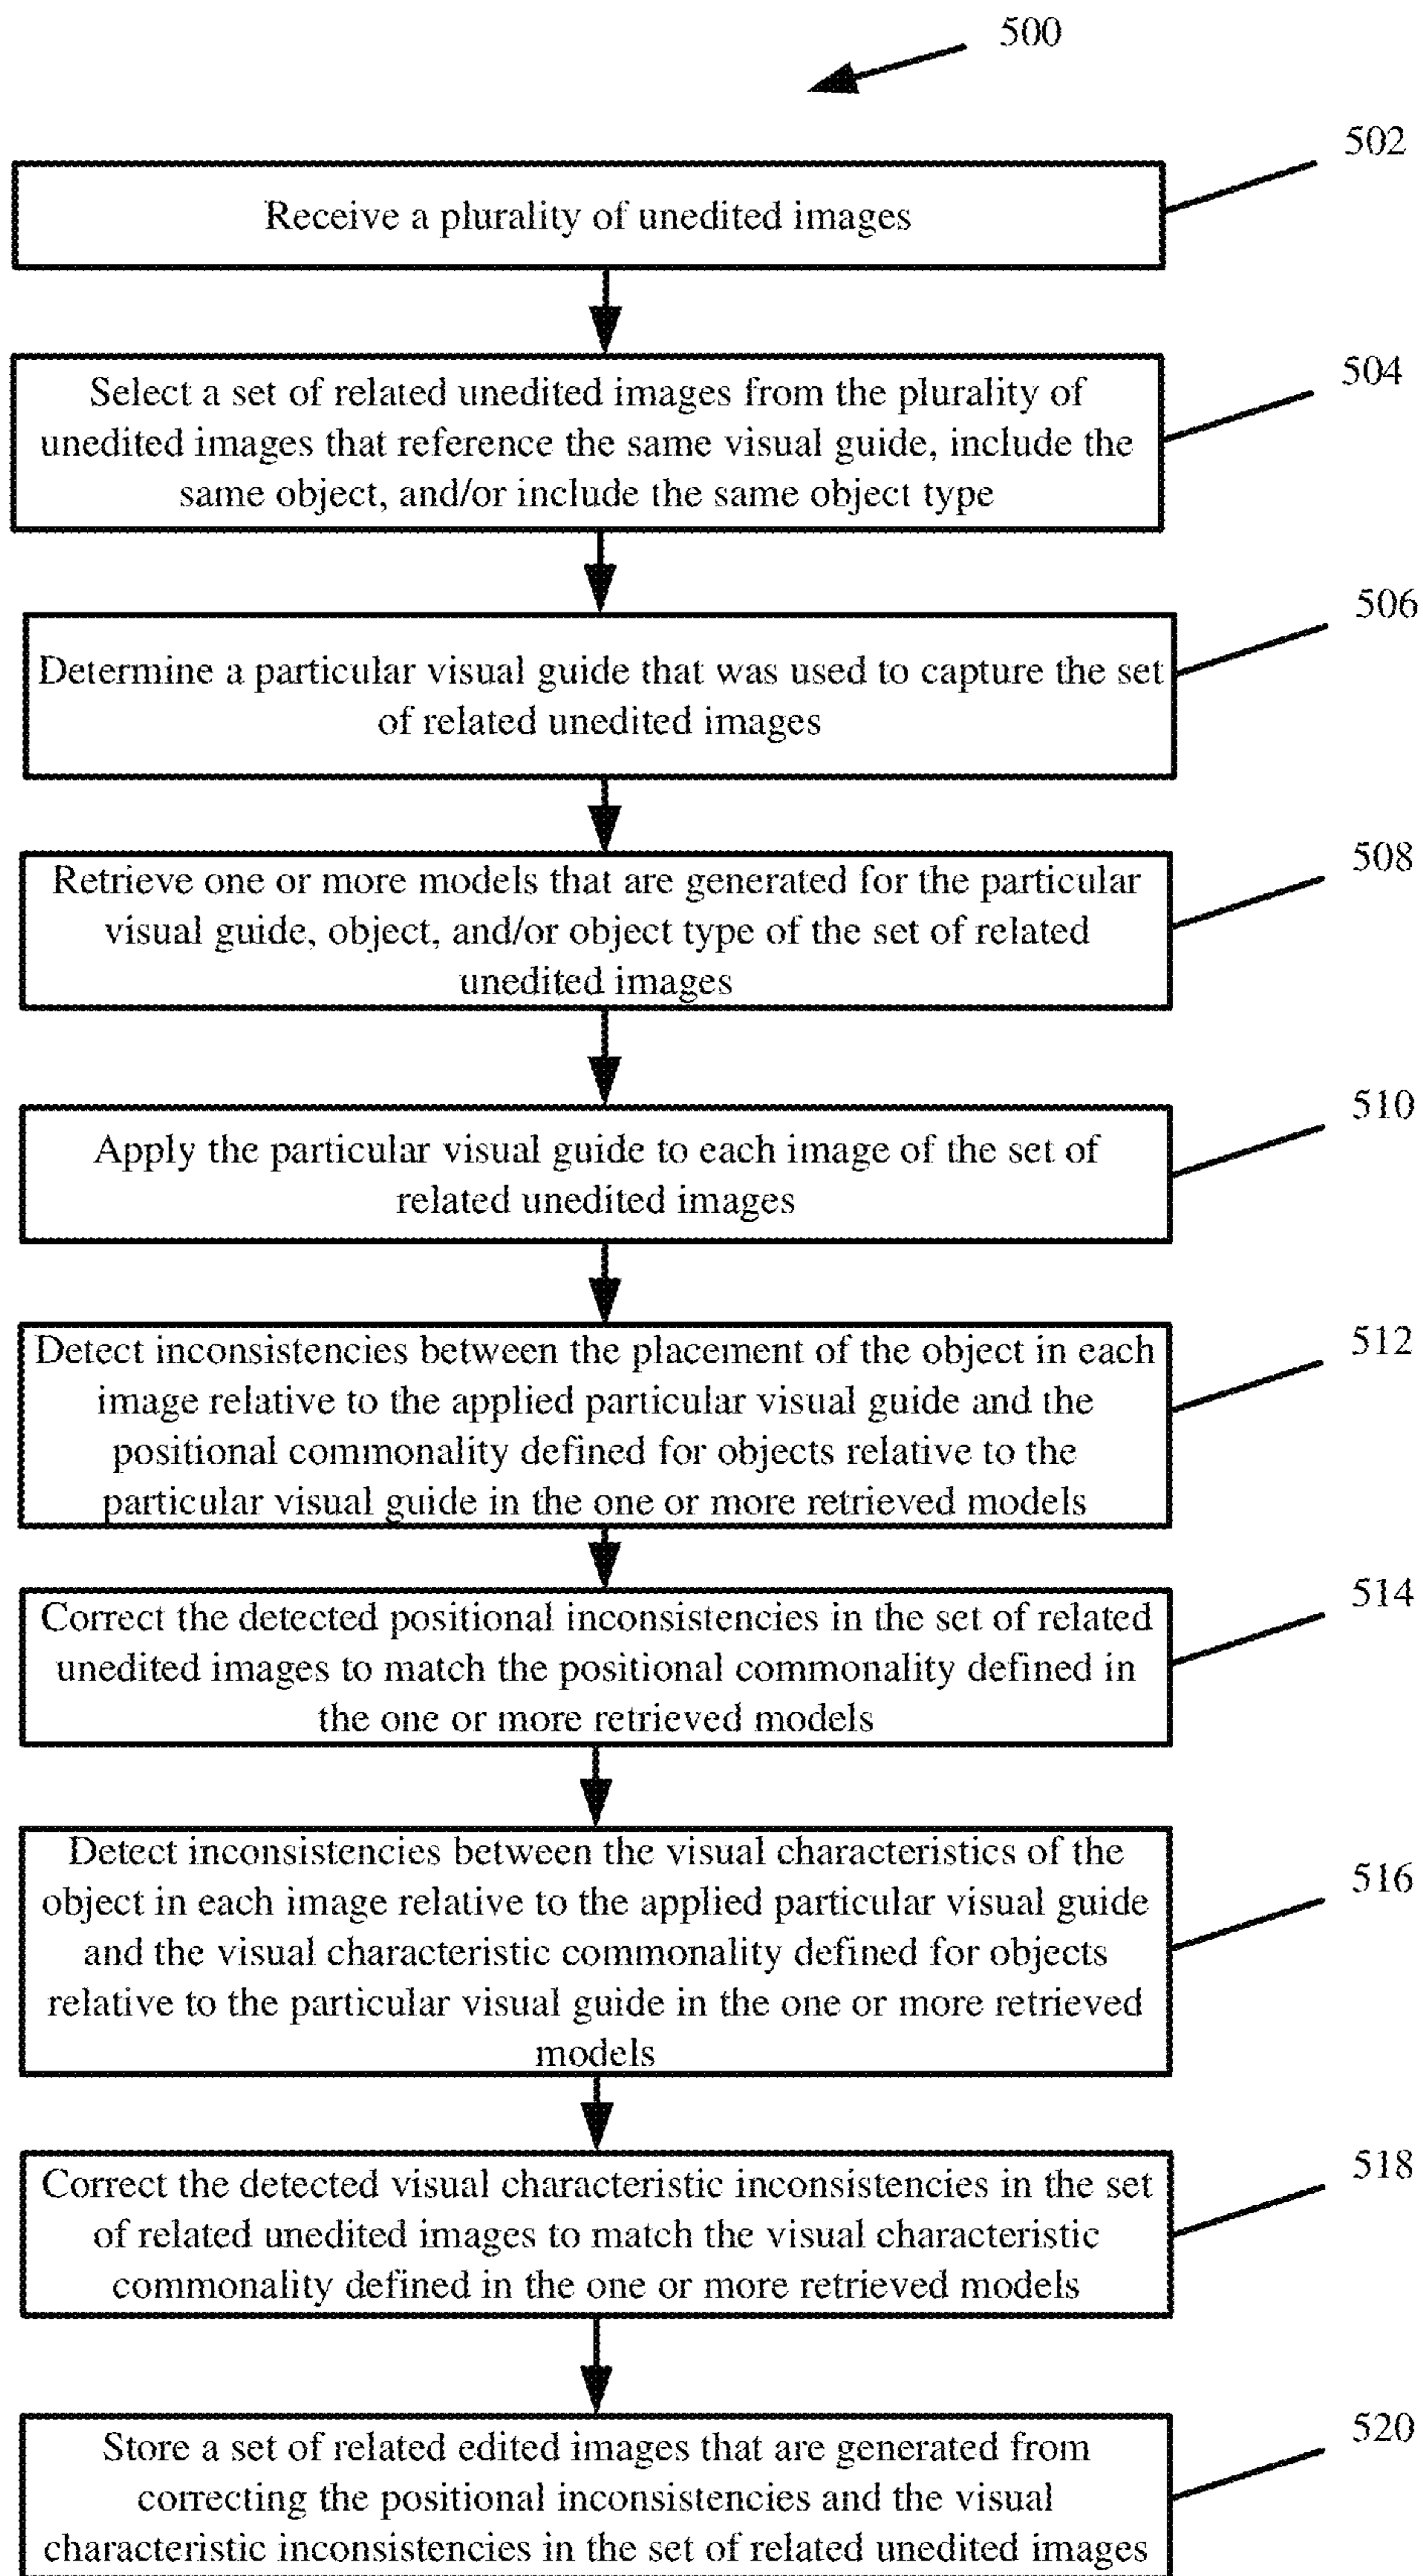 500
502
Receive a plurality of unedited images
504
Select a set of related unedited images from the plurality of
unedited images that reference the same visual guide, include the
same object, and/or include the same object type
506
Determine a particular visual guide that was used to capture the set
of related unedited images
508
Retrieve one or more models that are generated for the particular
visual guide, object, and/or object type of the set of related
unedited images
510
Apply the particular visual guide to each image of the set of
related unedited images
512
Detect inconsistencies between the placement of the object in each
image relative to the applied particular visual guide and the
positional commonality defined for objects relative to the
particular visual guide in the one or more retrieved models
514
Correct the detected positional inconsistencies in the set of related
unedited images to match the positional commonality defined in
the one or more retrieved models
516
Detect inconsistencies between the visual characteristics of the
object in each image relative to the applied particular visual guide
and the visual characteristic commonality defined for objects
relative to the particular visual guide in the one or more retrieved
models
518
Correct the detected visual characteristic inconsistencies in the set
of related unedited images to match the visual characteristic
commonality defined in the one or more retrieved models
520
Store a set of related edited images that are generated from
correcting the positional inconsistencies and the visual
characteristic inconsistencies in the set of related unedited images